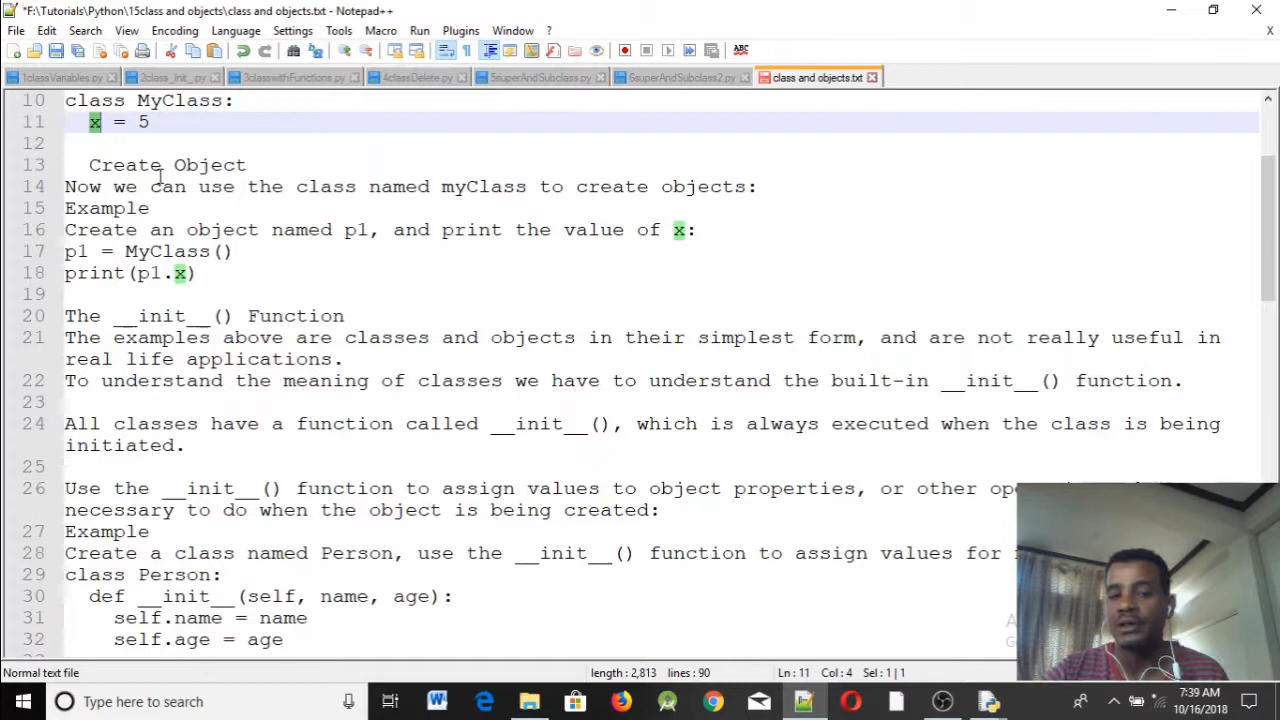 *F:\Tutorials\Python\15class and objects\class and objects.txt - Notepad++
File Edit Search View Encoding Language Settings Tools Macro Run Plugins Window ?
1classVariables.py 2class_Init_.py 3classwithFunctions.py 4classDelete.py 5superAndSubclass.py 6superAndSubclass2.py class and objects.txt
10 class MyClass:
11 x = 5
12
13 Create Object
14 Now we can use the class named myClass to create objects:
15 Example
16 Create an object named p1, and print the value of x:
17 p1 = MyClass()
18 print(p1.x)
19
20 The __init__() Function
21 The examples above are classes and objects in their simplest form, and are not really useful in
real life applications.
22 To understand the meaning of classes we have to understand the built-in __init__() function.
23
24 All classes have a function called __init__(), which is always executed when the class is being
initiated.
25
26 Use the __init__() function to assign values to object properties, or other
necessary to do when the object is being created:
27 Example
28 Create a class named Person, use the __init__() function to assign values for
29 class Person:
30 def __init__(self, name, age):
31 self.name = name
32 self.age = age
Normal text file length : 2,813 lines : 90 Ln : 11 Col : 4 Sel : 1 | 1
Type here to search
7:39 AM
10/16/2018